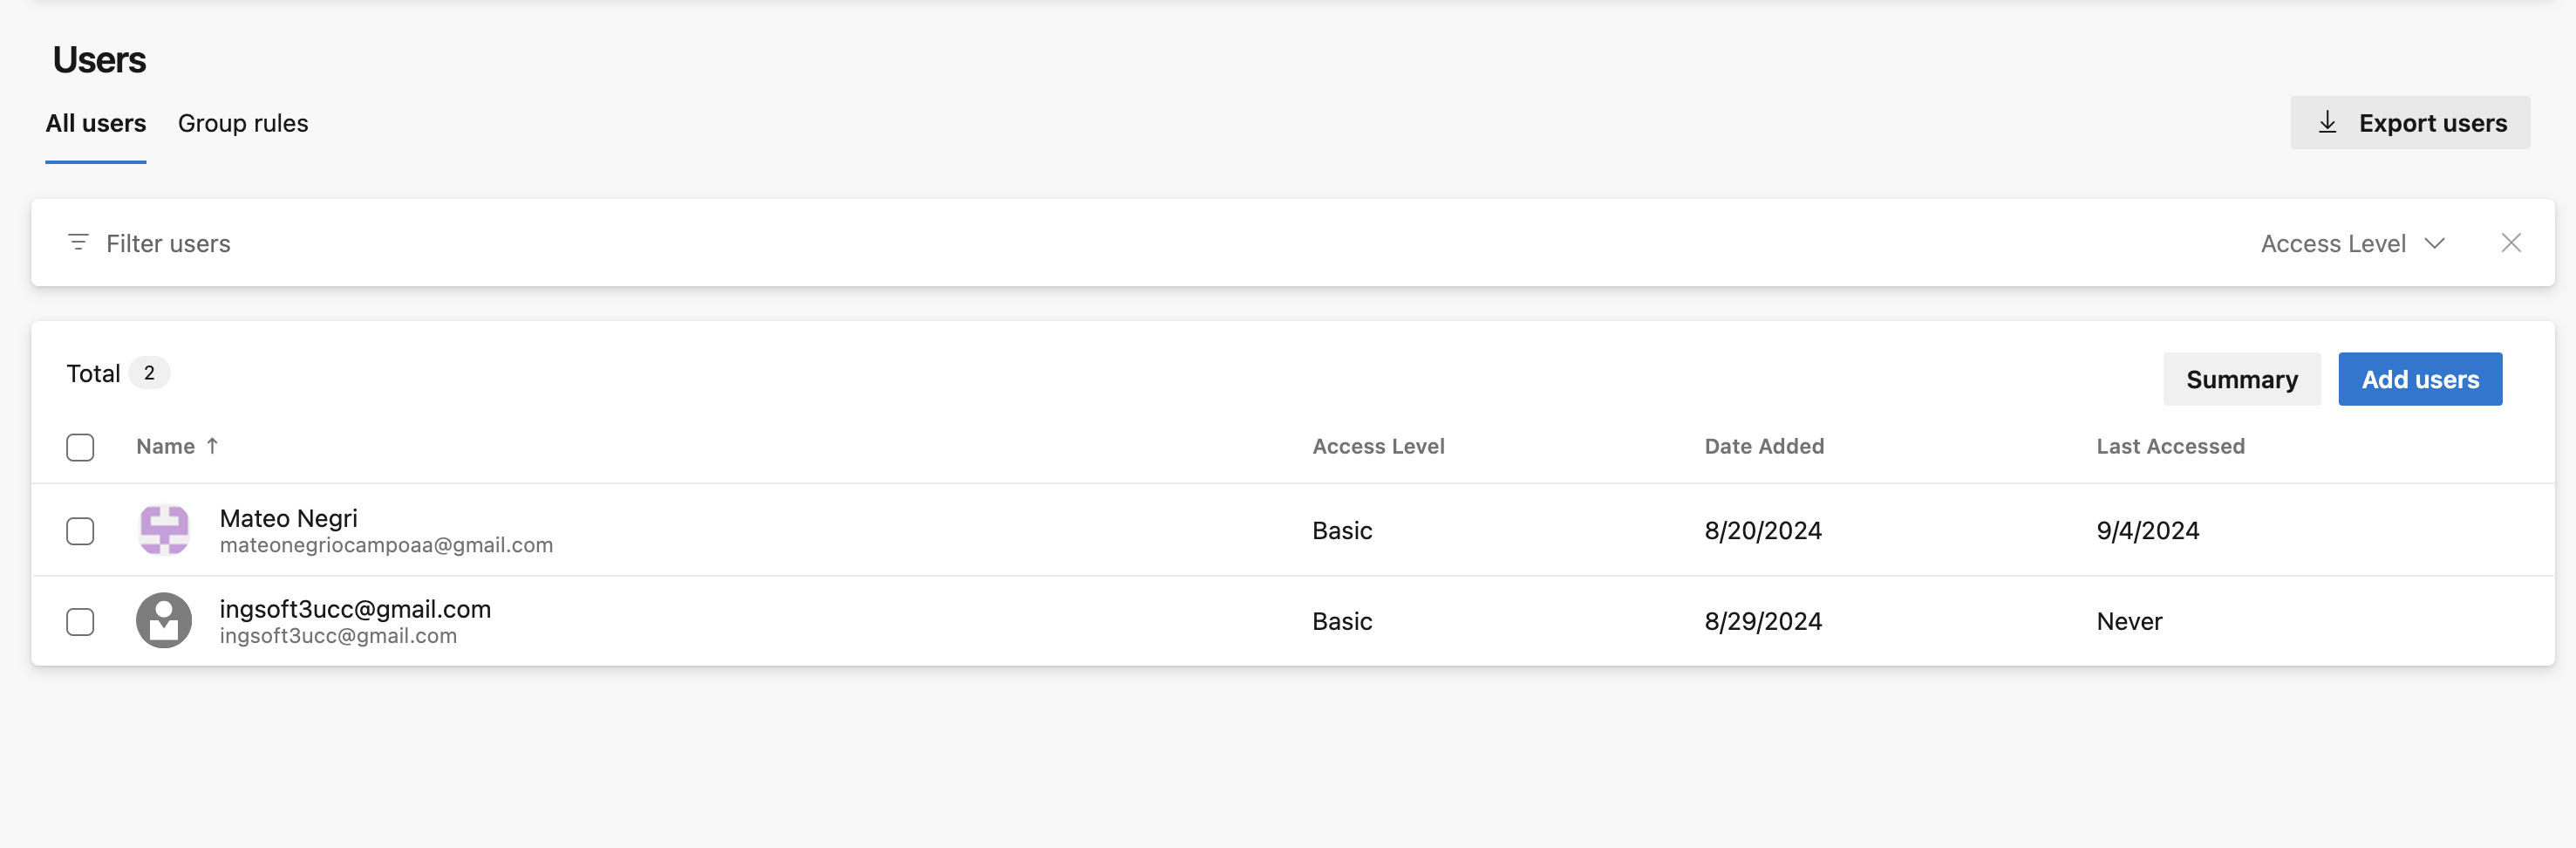 Users
All users Group rules
Export users
Filter users
Access Level
Total 2
Summary Add users
Name ↑ Access Level Date Added Last Accessed
Mateo Negri
mateonegriocampoaa@gmail.com
Basic 8/20/2024 9/4/2024
ingsoft3ucc@gmail.com
ingsoft3ucc@gmail.com
Basic 8/29/2024 Never